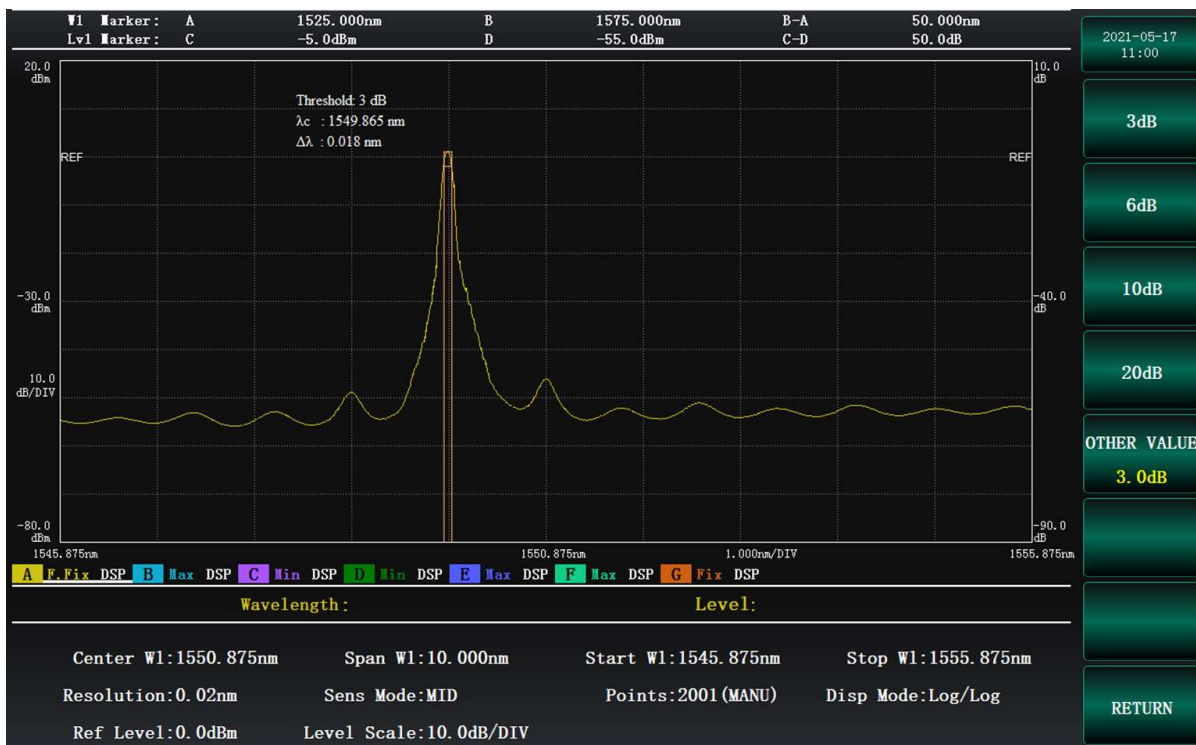 Wl Marker: A 1525.000nm B 1575.000nm B-A 50.000nm
Lvl Marker: C -5.0dBm D -55.0dBm C-D 50.0dB
2021-05-17
11:00
20.0
dBm
10.0
dB
Threshold: 3 dB
λc : 1549.865 nm
Δλ : 0.018 nm
REF
REF
3dB
6dB
-30.0
dBm
-40.0
dB
10dB
10.0
dB/DIV
20dB
OTHER VALUE
3.0dB
-80.0
dBm
-90.0
dB
1545.875nm 1550.875nm 1.000nm/DIV 1555.875nm
A F.Fix DSP B Max DSP C Min DSP D Min DSP E Max DSP F Max DSP G Fix DSP
Wavelength: Level:
Center Wl:1550.875nm Span Wl:10.000nm Start Wl:1545.875nm Stop Wl:1555.875nm
Resolution:0.02nm Sens Mode:MID Points:2001(MANU) Disp Mode:Log/Log
Ref Level:0.0dBm Level Scale:10.0dB/DIV
RETURN